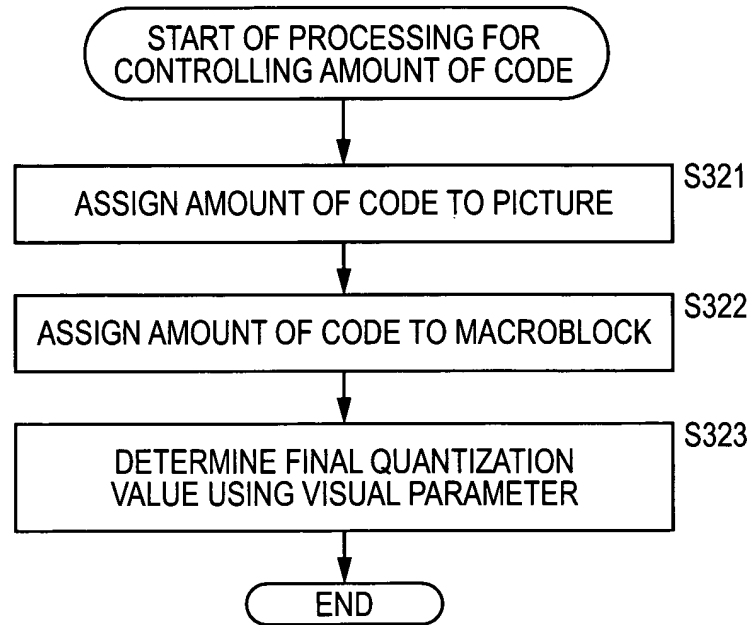 START OF PROCESSING FOR
CONTROLLING AMOUNT OF CODE
S321
ASSIGN AMOUNT OF CODE TO PICTURE
S322
ASSIGN AMOUNT OF CODE TO MACROBLOCK
S323
DETERMINE FINAL QUANTIZATION
VALUE USING VISUAL PARAMETER
END